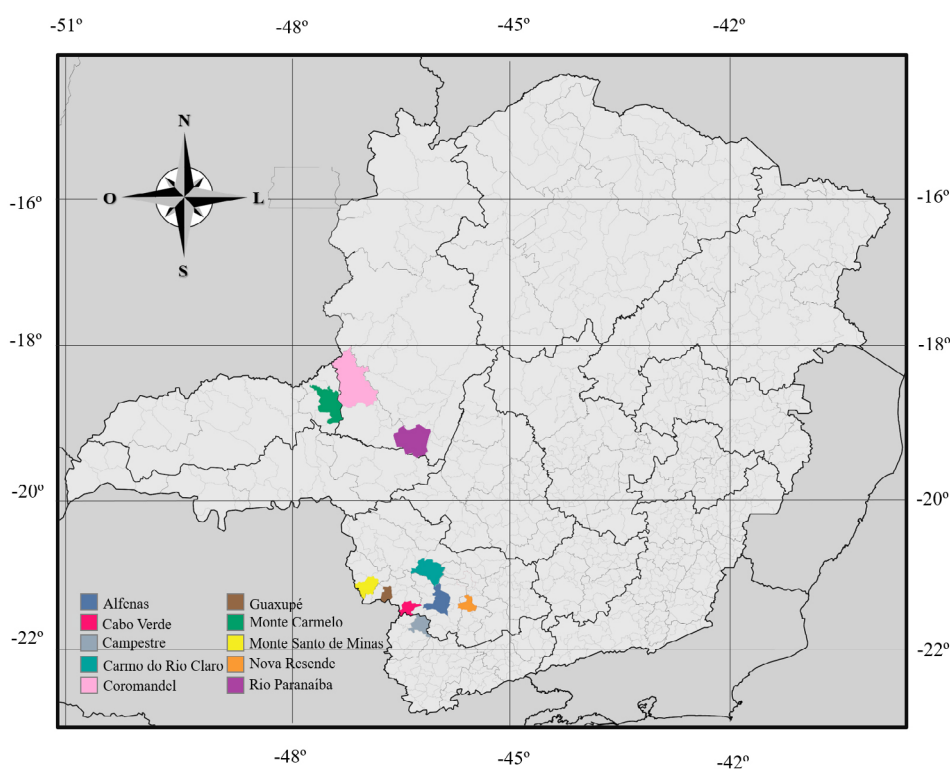 -51º
-48º
-45º
-42º
N
O
L
S
-16º
-16º
-18º
-18º
-20º
-20º
-22º
-22º
Alfenas
Cabo Verde
Campestre
Carmo do Rio Claro
Coromandel
Guaxupé
Monte Carmelo
Monte Santo de Minas
Nova Resende
Rio Paranaíba
-48º
-45º
-42º